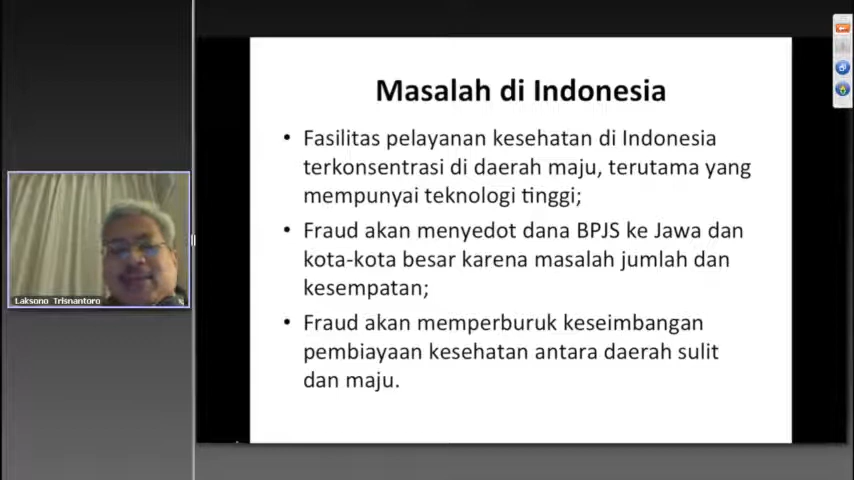 Masalah di Indonesia
• Fasilitas pelayanan kesehatan di Indonesia
terkonsentrasi di daerah maju, terutama yang
mempunyai teknologi tinggi;
• Fraud akan menyedot dana BPJS ke Jawa dan
kota-kota besar karena masalah jumlah dan
kesempatan;
• Fraud akan memperburuk keseimbangan
pembiayaan kesehatan antara daerah sulit
dan maju.
Laksono Trisnantoro